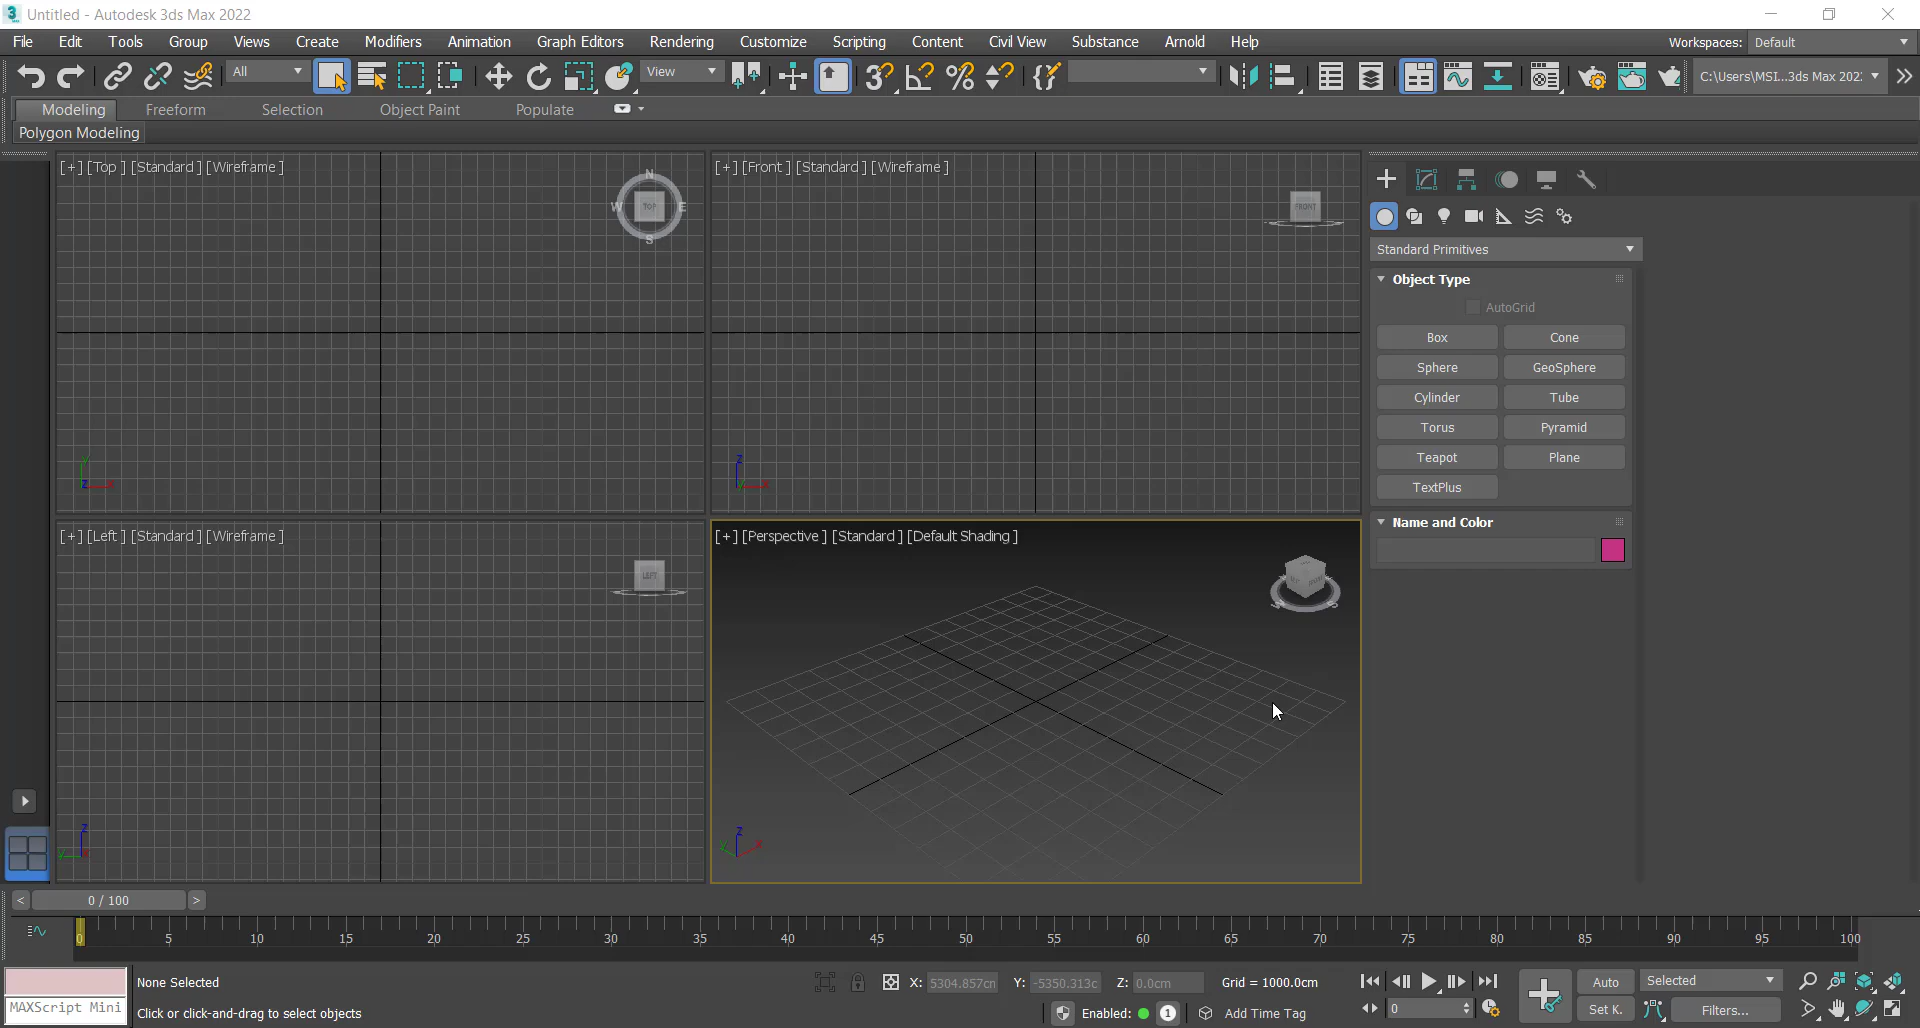 Untitled - Autodesk 3ds Max 2022
File Edit Tools Group Views Create Modifiers Animation Graph Editors Rendering Customize Scripting Content Civil View Substance Arnold Help Workspaces: Default
All View C:\Users\MSI...3ds Max 202:
Modeling Freeform Selection Object Paint Populate
Polygon Modeling
[+] [Top ] [Standard ] [Wireframe ]
N
W TOP E
S
y
z x
[+] [Front ] [Standard ] [Wireframe ]
FRONT
z
y x
[+] [Left ] [Standard ] [Wireframe ]
LEFT
z
y x
[+] [Perspective ] [Standard ] [Default Shading ]
W S
z
y x
Standard Primitives
Object Type
AutoGrid
Box Cone
Sphere GeoSphere
Cylinder Tube
Torus Pyramid
Teapot Plane
TextPlus
Name and Color
< 0 / 100 >
0 5 10 15 20 25 30 35 40 45 50 55 60 65 70 75 80 85 90 95 100
None Selected X: 5304.857cn Y: -5350.313c Z: 0.0cm Grid = 1000.0cm Auto Selected
MAXScript Mini Click or click-and-drag to select objects Enabled: 1 Add Time Tag 0 Set K. Filters...